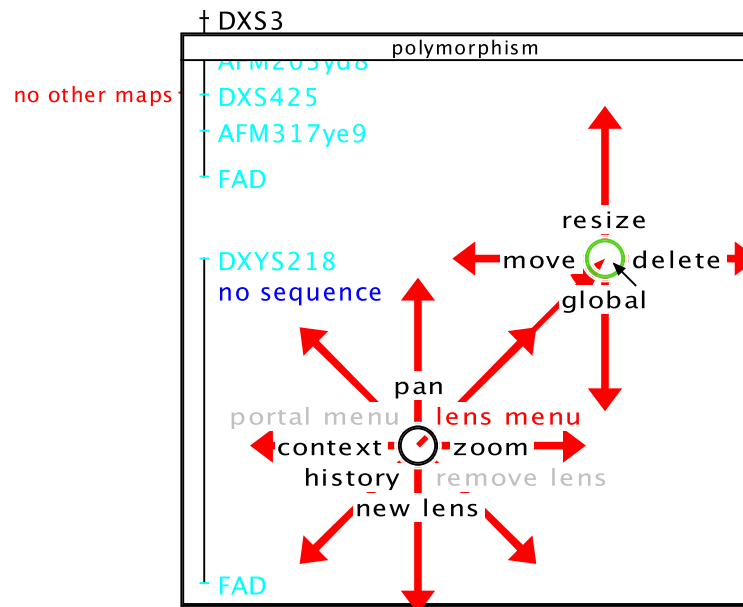 DXS3
polymorphism
AFM205yd8
no other maps
DXS425
AFM317ye9
FAD
resize
DXYS218
move
delete
no sequence
global
pan
portal menu
lens menu
context
zoom
history
remove lens
new lens
FAD